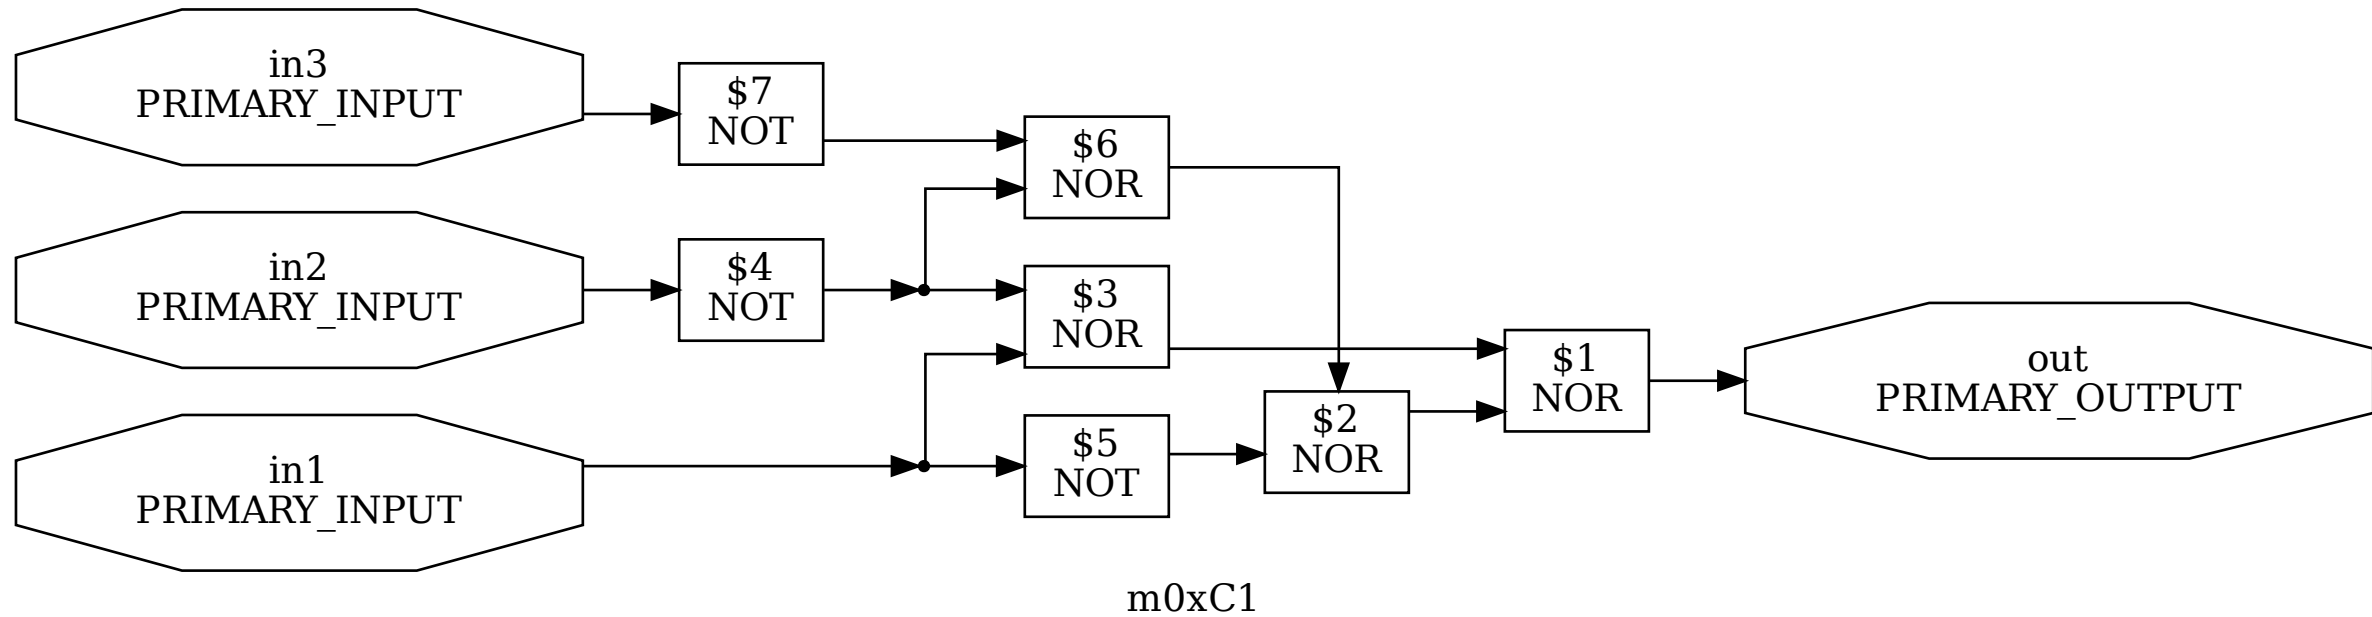 in3
PRIMARY_INPUT
$7
NOT
$6
NOR
in2
PRIMARY_INPUT
$4
NOT
$3
NOR
in1
PRIMARY_INPUT
$5
NOT
$2
NOR
$1
NOR
out
PRIMARY_OUTPUT
m0xC1